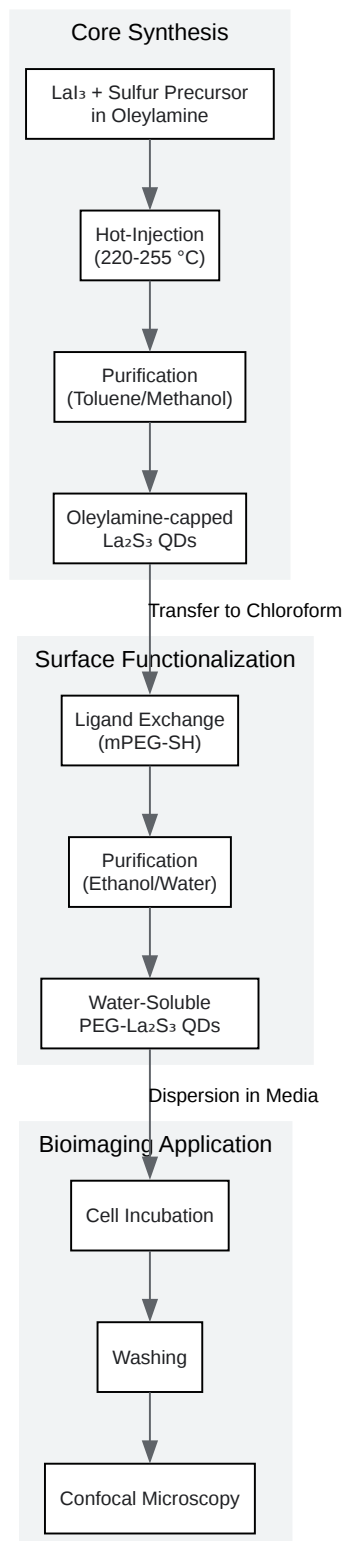 Core Synthesis
LaI₃ + Sulfur Precursor
in Oleylamine
Hot-Injection
(220-255 °C)
Purification
(Toluene/Methanol)
Oleylamine-capped
La₂S₃ QDs
Transfer to Chloroform
Surface Functionalization
Ligand Exchange
(mPEG-SH)
Purification
(Ethanol/Water)
Water-Soluble
PEG-La₂S₃ QDs
Dispersion in Media
Bioimaging Application
Cell Incubation
Washing
Confocal Microscopy